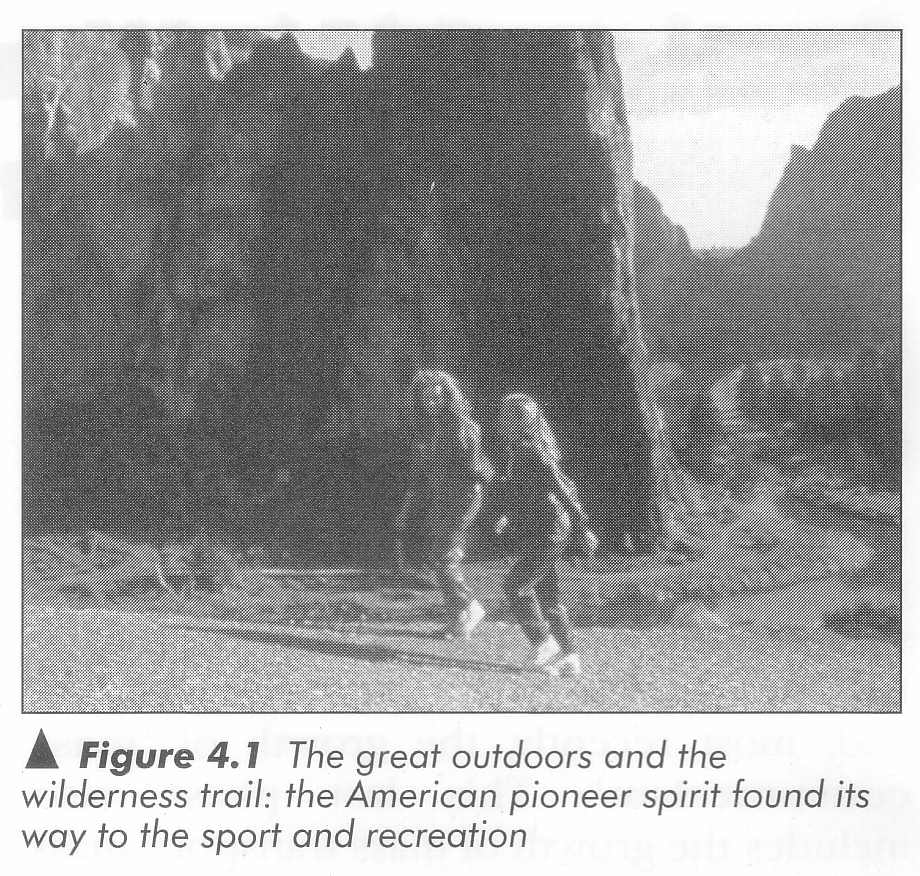 ▲ Figure 4.1 The great outdoors and the
wilderness trail: the American pioneer spirit found its
way to the sport and recreation